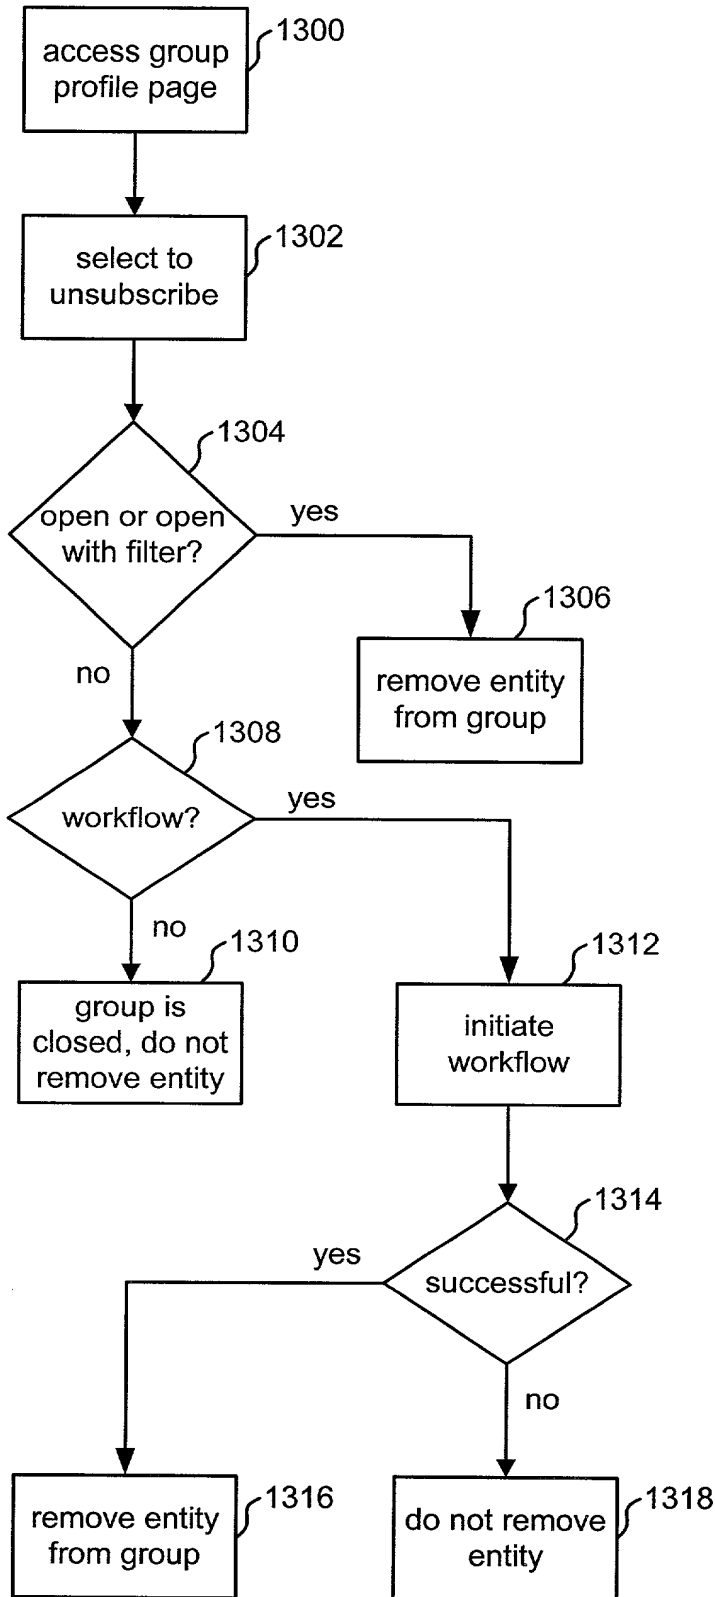 1300
access group
profile page
1302
select to
unsubscribe
1304
open or open
with filter?
yes
1306
no
remove entity
from group
1308
workflow?
yes
no
1310
1312
group is
closed, do not
remove entity
initiate
workflow
1314
yes
successful?
no
1316
1318
remove entity
from group
do not remove
entity